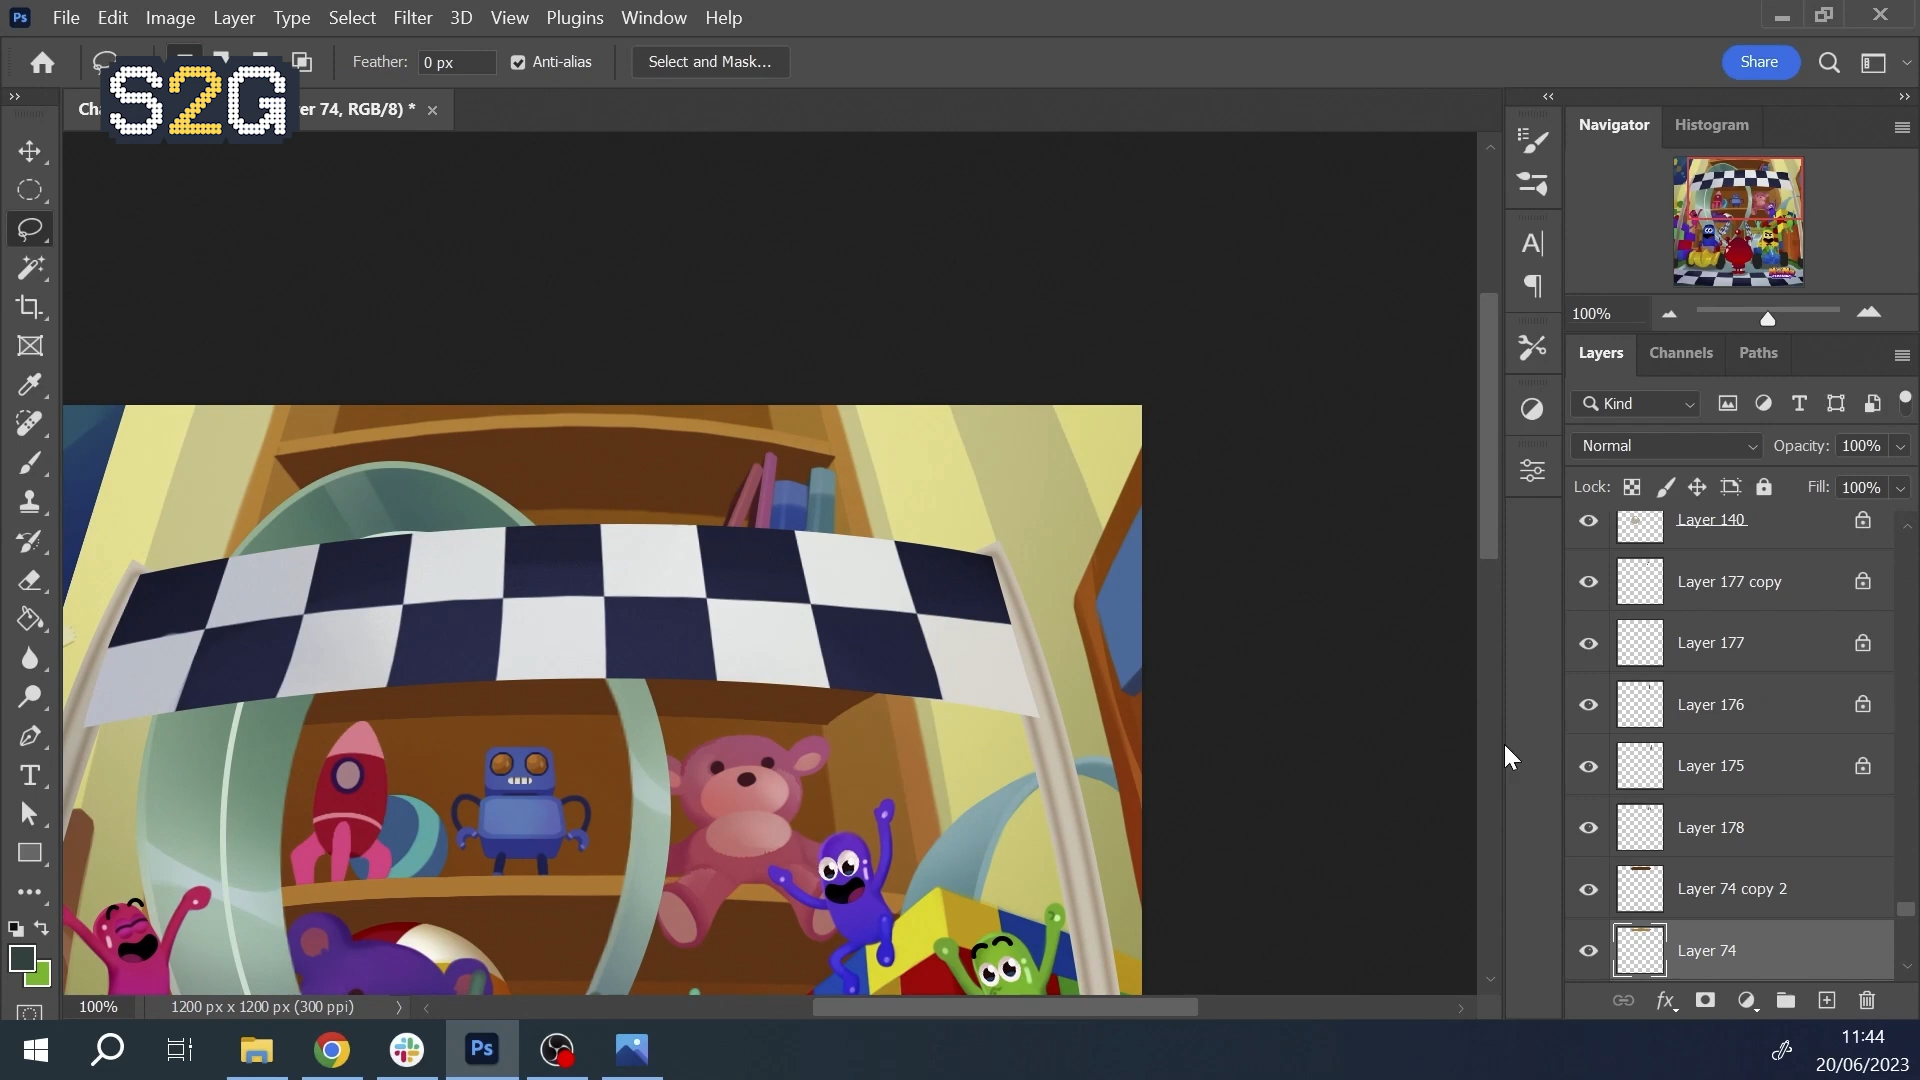 Ps File Edit Image Layer Type Select Filter 3D View Plugins Window Help
Feather: 0 px Anti-alias Select and Mask... Share
S2G
er 74, RGB/8) *
Navigator Histogram
100%
Layers Channels Paths
Kind
Normal Opacity: 100%
Lock: Fill: 100%
Layer 140
Layer 177 copy
Layer 177
Layer 176
Layer 175
Layer 178
Layer 74 copy 2
Layer 74
100% 1200 px x 1200 px (300 ppi)
Ps
11:44
20/06/2023